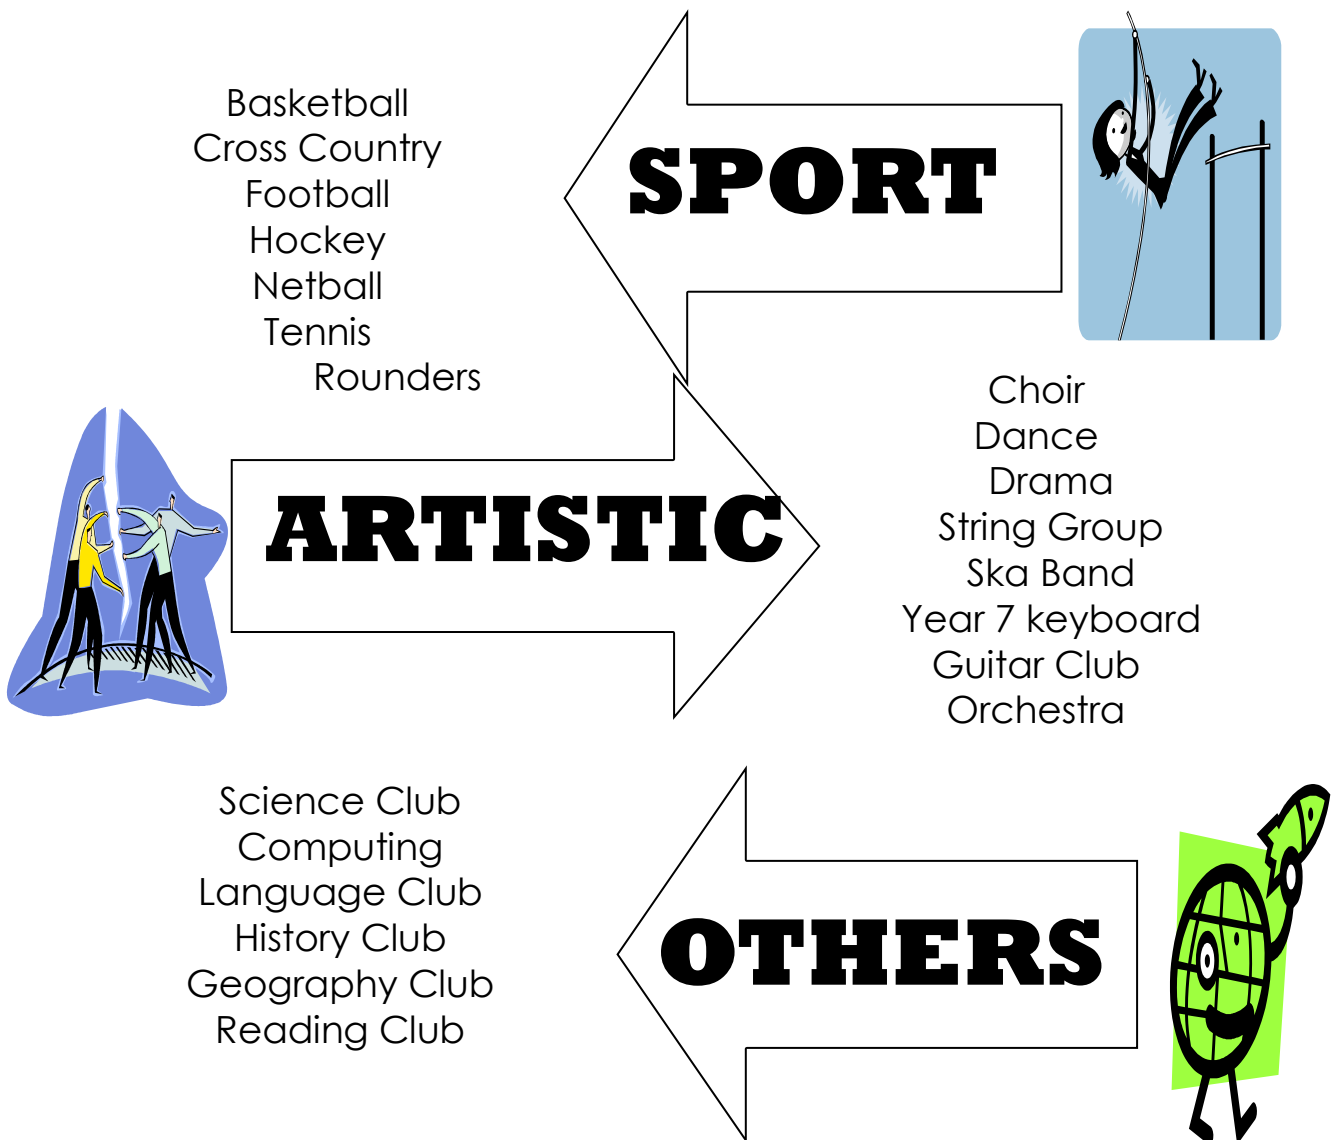 Basketball
Cross Country
Football
Hockey
Netball
Tennis
Rounders
SPORT
ARTISTIC
Choir
Dance
Drama
String Group
Ska Band
Year 7 keyboard
Guitar Club
Orchestra
Science Club
Computing
Language Club
History Club
Geography Club
Reading Club
OTHERS